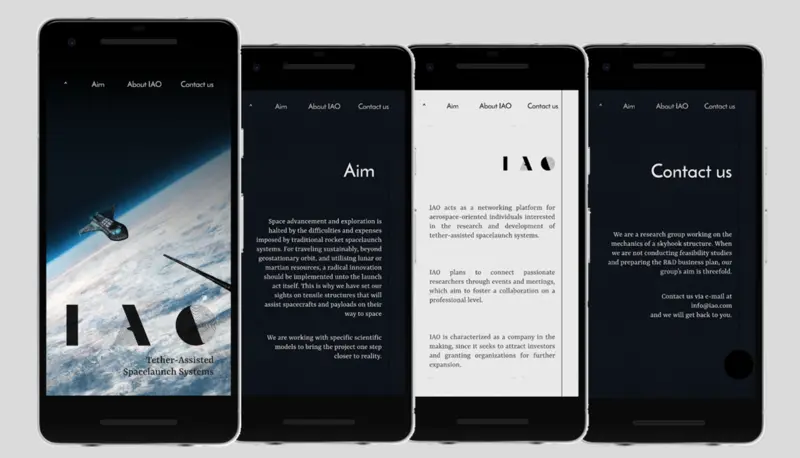 * Aim About IAO Contact us
IAO
Tether-Assisted
Spacelaunch Systems
* Aim About IAO Contact us
Aim
Space advancement and exploration is
halted by the difficulties and expenses
imposed by traditional rocket spacelaunch
systems. For traveling sustainably, beyond
geostationary orbit, and utilising lunar or
martian resources, a radical innovation
should be implemented unto the launch
act itself. This is why we have set our
sights on tensile structures that will
assist spacecrafts and payloads on their
way to space
We are working with specific scientific
models to bring the project one step
closer to reality.
* Aim About IAO Contact us
IAO
IAO acts as a networking platform for
aerospace-oriented individuals interested
in the research and development of
tether-assisted spacelaunch systems.
IAO plans to connect passionate
researchers through events and meetings,
which aim to foster a collaboration on a
professional level.
IAO is characterized as a company in the
making, since it seeks to attract investors
and granting organizations for further
expansion.
* Aim About IAO Contact us
Contact us
We are a research group working on the
mechanics of a skyhook structure. When
we are not conducting feasibility studies
and preparing the R&D business plan, our
group's aim is threefold.
Contact us via e-mail at
info@iao.com
and we will get back to you.